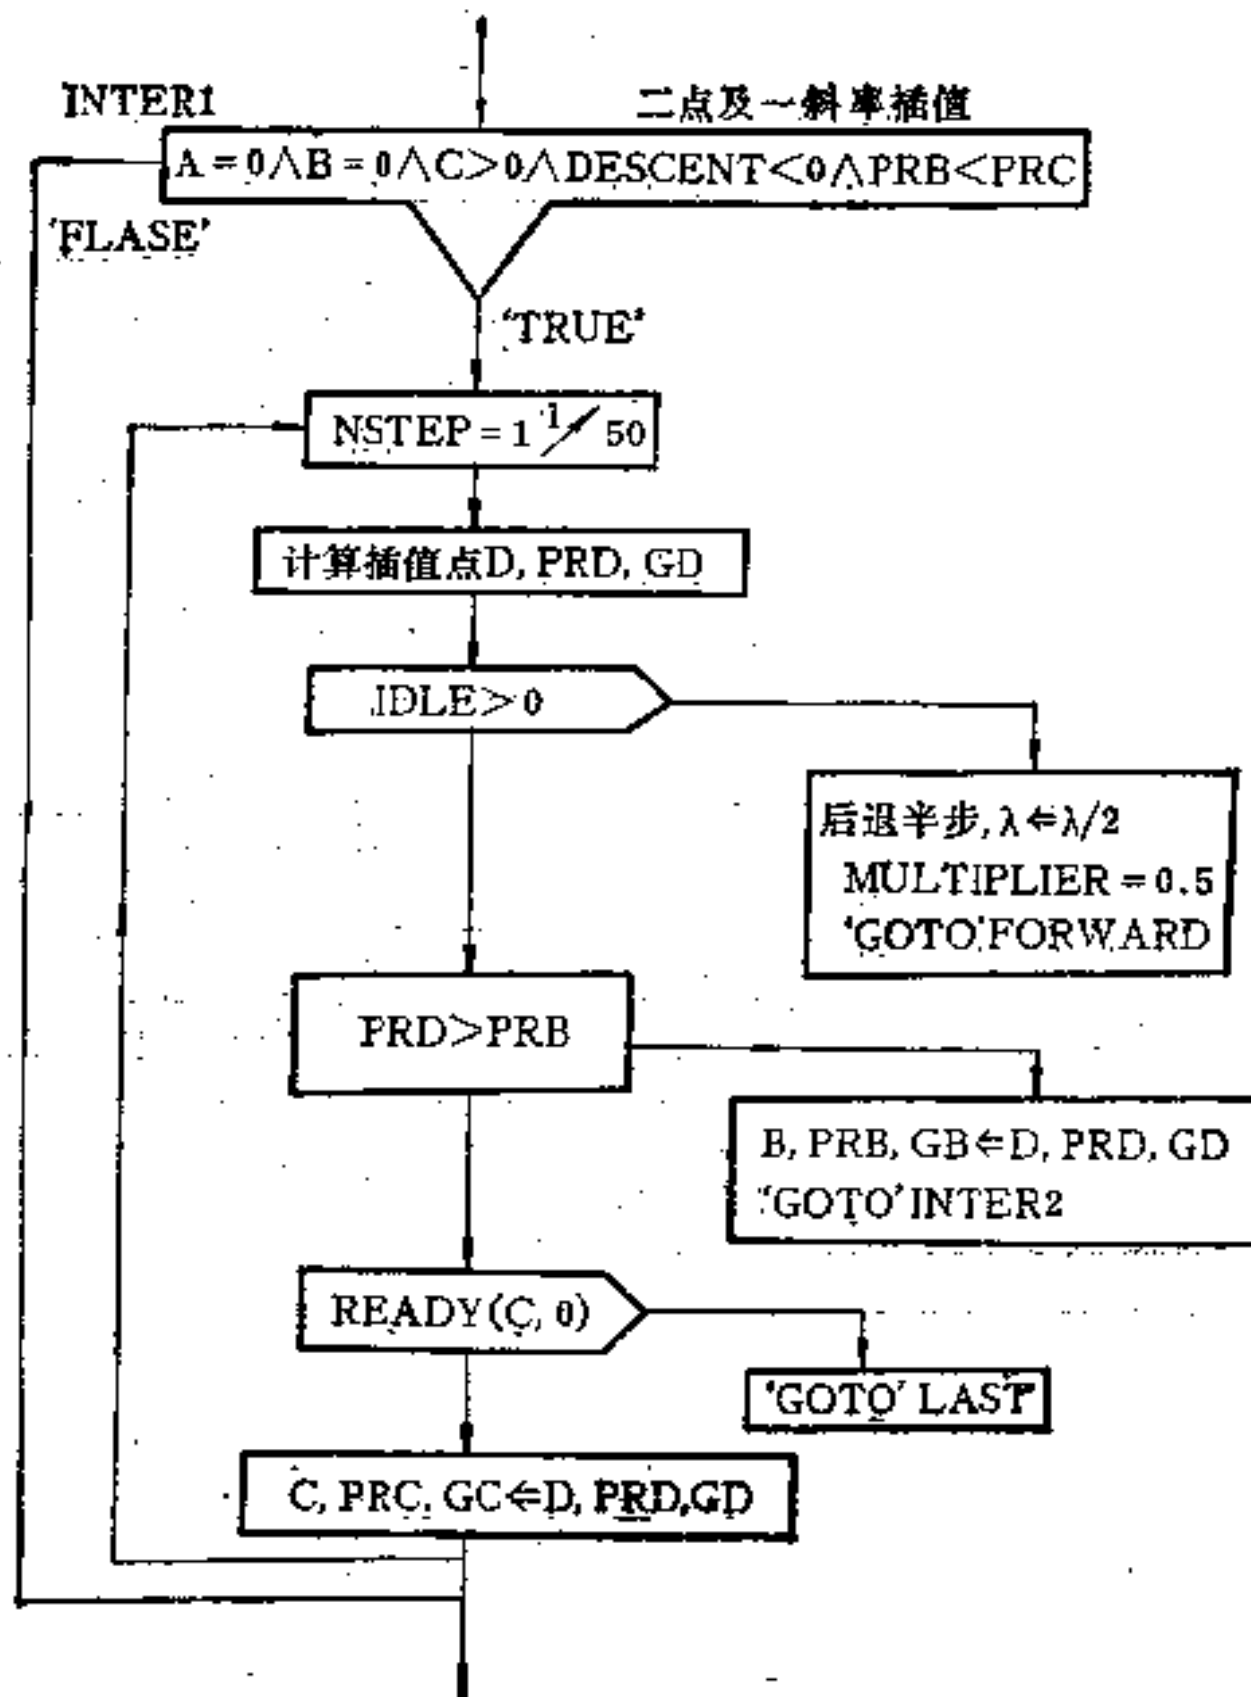 INTER1
二点及一斜率插值
A=0∧B=0∧C>0∧DESCENT<0∧PRB<PRC
'FLASE'
'TRUE'
NSTEP=1 1↗50
计算插值点D, PRD, GD
IDLE>0
后退半步,λ⇐λ/2
MULTIPLIER=0.5
'GOTO'FORWARD
PRD>PRB
B, PRB, GB⇐D, PRD, GD
'GOTO'INTER2
READY(C, 0)
'GOTO' LAST
C, PRC, GC⇐D, PRD,GD